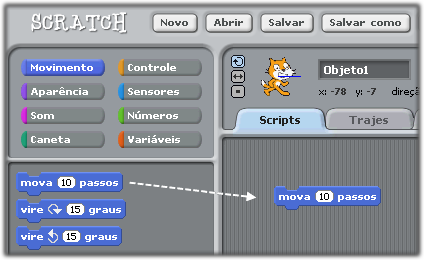 SCRATCH
Novo
Abrir
Salvar
Salvar como
Movimento
Controle
Aparência
Sensores
Som
Números
Caneta
Variáveis
Objeto1
x: -78 y: -7 direçã
Scripts
Trajes
mova 10 passos
vire 15 graus
vire 15 graus
mova 10 passos